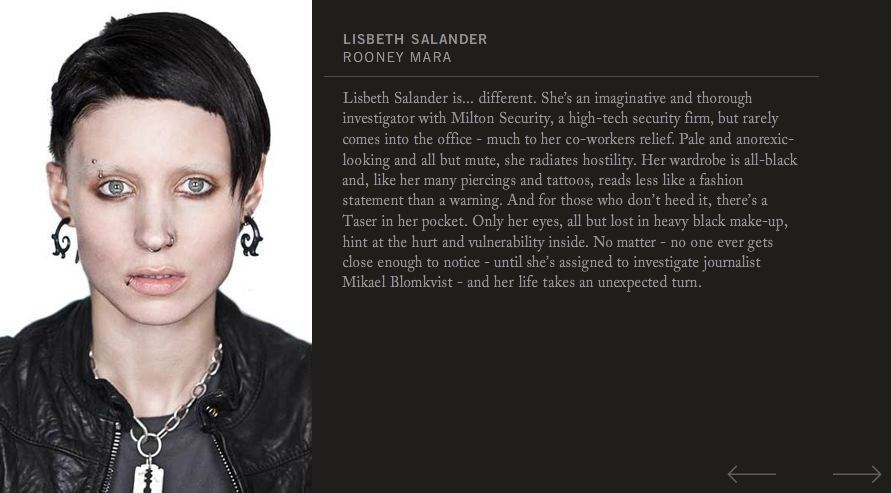 LISBETH SALANDER
ROONEY MARA
Lisbeth Salander is... different. She's an imaginative and thorough
investigator with Milton Security, a high-tech security firm, but rarely
comes into the office - much to her co-workers relief. Pale and anorexic-
looking and all but mute, she radiates hostility. Her wardrobe is all-black
and, like her many piercings and tattoos, reads less like a fashion
statement than a warning. And for those who don't heed it, there's a
Taser in her pocket. Only her eyes, all but lost in heavy black make-up,
hint at the hurt and vulnerability inside. No matter - no one ever gets
close enough to notice - until she's assigned to investigate journalist
Mikael Blomkvist - and her life takes an unexpected turn.